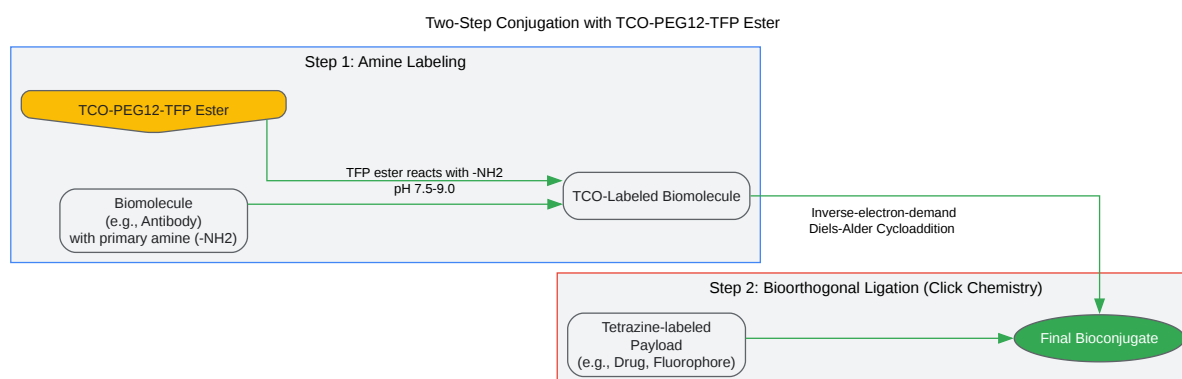 Two-Step Conjugation with TCO-PEG12-TFP Ester
Step 1: Amine Labeling
TCO-PEG12-TFP Ester
TFP ester reacts with -NH2
pH 7.5-9.0
Biomolecule
(e.g., Antibody)
with primary amine (-NH2)
TCO-Labeled Biomolecule
Inverse-electron-demand
Diels-Alder Cycloaddition
Step 2: Bioorthogonal Ligation (Click Chemistry)
Tetrazine-labeled
Payload
(e.g., Drug, Fluorophore)
Final Bioconjugate